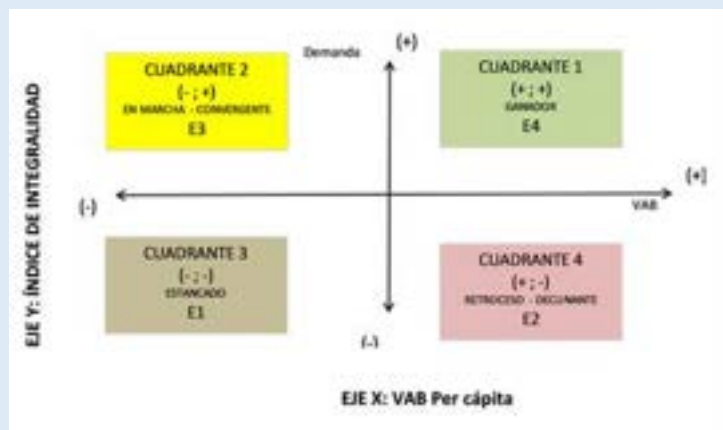 Demanda
(+)
CUADRANTE 2
(- ; +)
EN MARCHA - CONVERGENTE
E3
CUADRANTE 1
(+ ; +)
GANADOR
E4
EJE Y: ÍNDICE DE INTEGRALIDAD
(-)
(+)
VAB
CUADRANTE 3
(- ; -)
ESTANCADO
E1
CUADRANTE 4
(+ ; -)
RETROCESO - DECLINANTE
E2
(-)
EJE X: VAB Per cápita